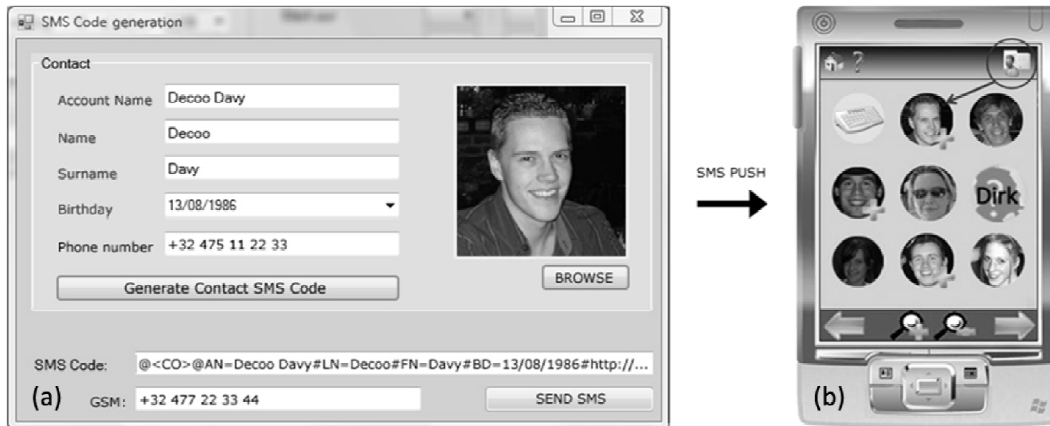 SMS Code generation
Contact
Account Name Decoo Davy
Name Decoo
Surname Davy
Birthday 13/08/1986
Phone number +32 475 11 22 33
BROWSE
Generate Contact SMS Code
SMS Code: @<CO>@AN=Decoo Davy#LN=Decoo#FN=Davy#BD=13/08/1986#http://...
(a) GSM: +32 477 22 33 44 SEND SMS
SMS PUSH
?
Dirk
(b)